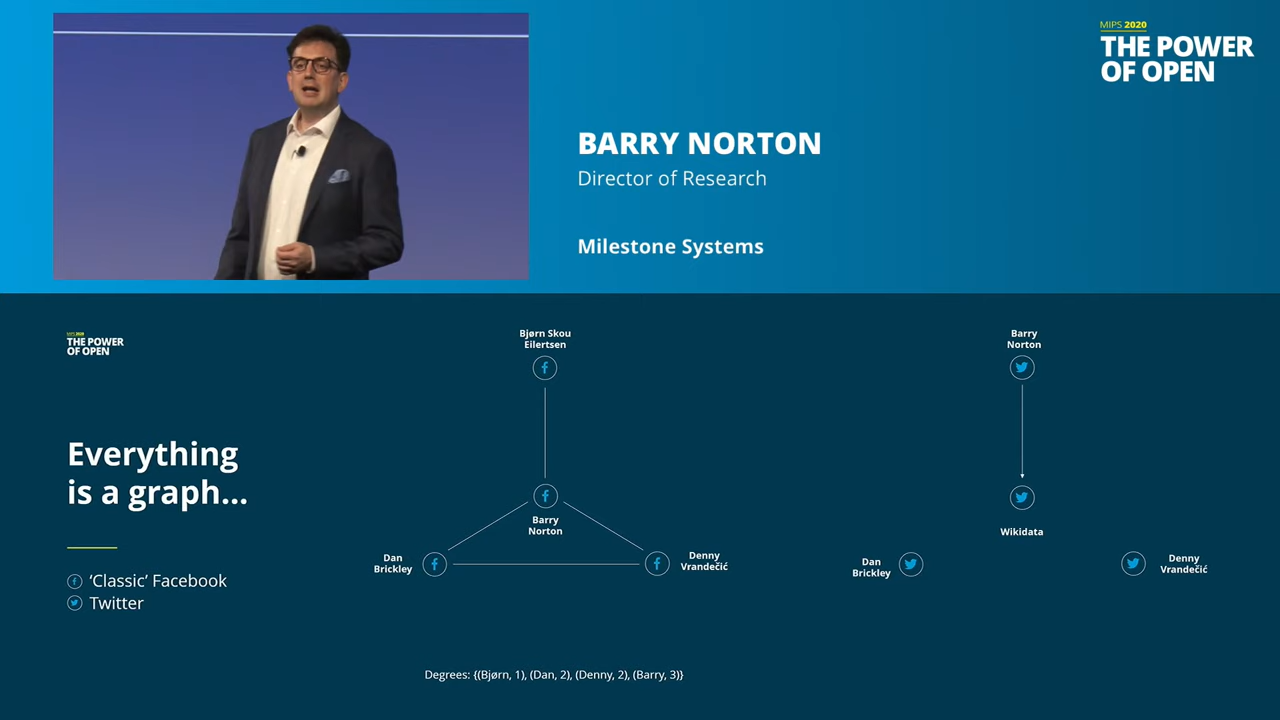 MIPS 2020
THE POWER
OF OPEN
BARRY NORTON
Director of Research
Milestone Systems
MIPS 2020
THE POWER
OF OPEN
Everything
is a graph...
‘Classic’ Facebook
Twitter
Bjørn Skou
Eilertsen
Barry
Norton
Dan
Brickley
Denny
Vrandečić
Barry
Norton
Wikidata
Dan
Brickley
Denny
Vrandečić
Degrees: {(Bjørn, 1), (Dan, 2), (Denny, 2), (Barry, 3)}